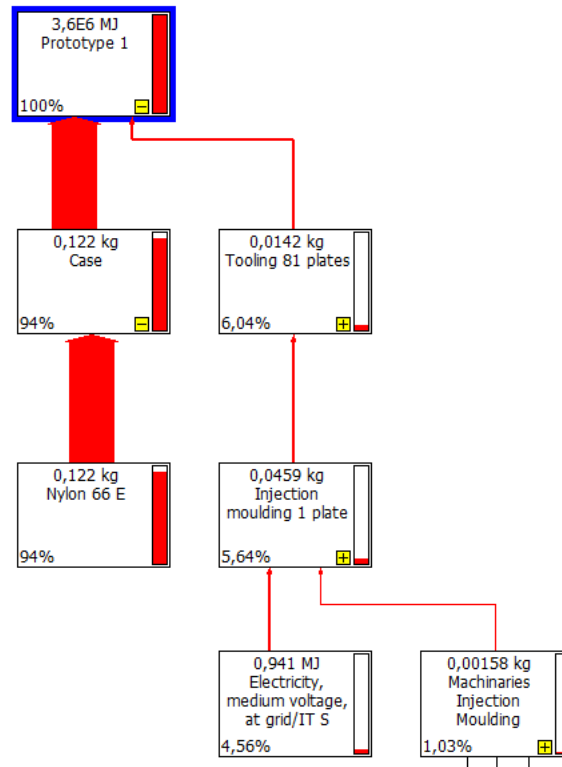 3,6E6 MJ
Prototype 1
100%
0,122 kg
Case
94%
0,0142 kg
Tooling 81 plates
6,04%
0,122 kg
Nylon 66 E
94%
0,0459 kg
Injection
moulding 1 plate
5,64%
0,941 MJ
Electricity,
medium voltage,
at grid/IT S
4,56%
0,00158 kg
Machinaries
Injection
Moulding
1,03%